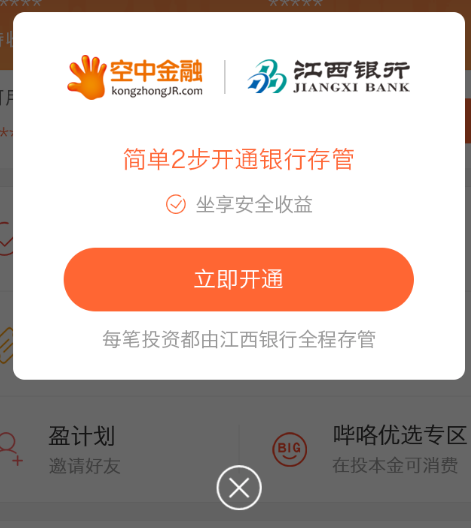 空中金融
kongzhongJR.com
江西银行
JIANGXI BANK
简单2步开通银行存管
坐享安全收益
立即开通
每笔投资都由江西银行全程存管
盈计划
邀请好友
BIG
哔咯优选专区
在投本金可消费